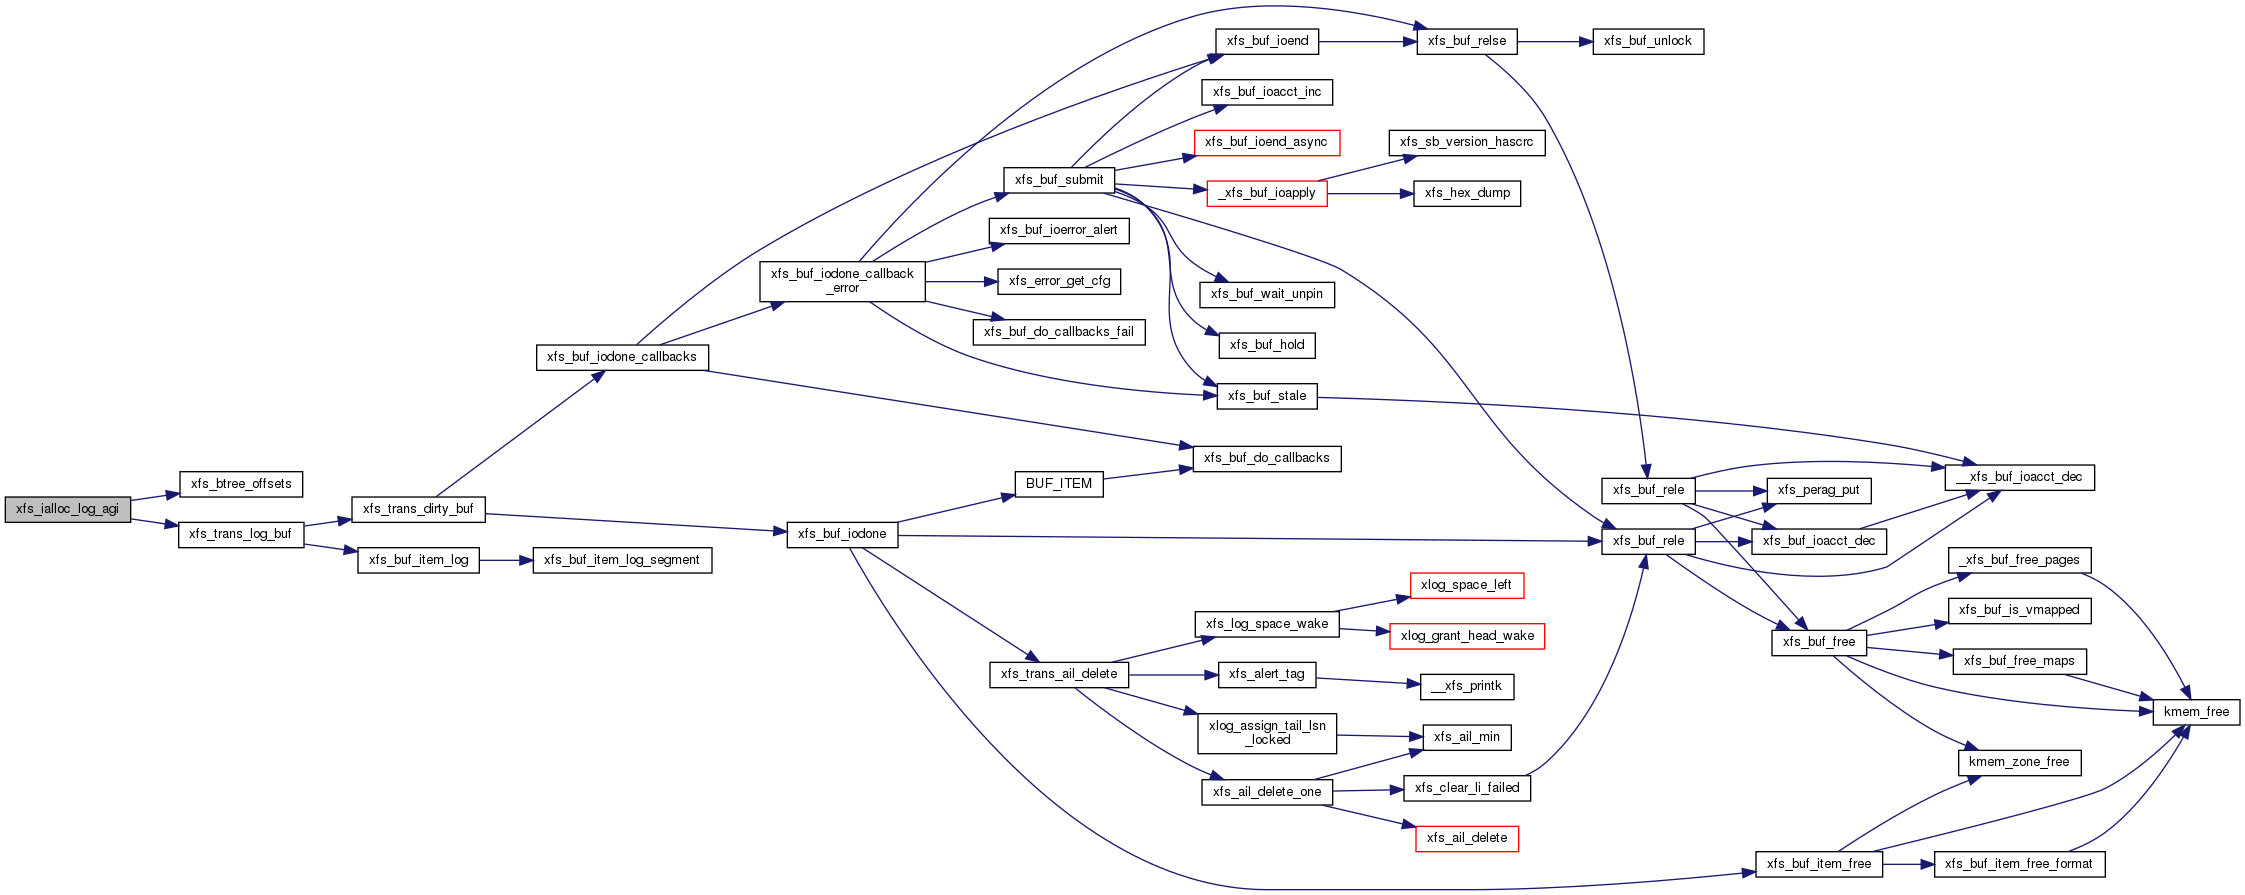 xfs_ialloc_log_agi
xfs_btree_offsets
xfs_trans_log_buf
xfs_trans_dirty_buf
xfs_buf_item_log
xfs_buf_iodone_callbacks
xfs_buf_item_log_segment
xfs_buf_iodone_callback
_error
xfs_buf_iodone
xfs_buf_submit
xfs_buf_ioerror_alert
xfs_error_get_cfg
xfs_buf_do_callbacks_fail
BUF_ITEM
xfs_trans_ail_delete
xfs_buf_ioend
xfs_buf_ioacct_inc
xfs_buf_ioend_async
_xfs_buf_ioapply
xfs_buf_wait_unpin
xfs_buf_hold
xfs_buf_stale
xfs_buf_do_callbacks
xfs_log_space_wake
xfs_alert_tag
xlog_assign_tail_lsn
_locked
xfs_ail_delete_one
xfs_buf_relse
xfs_sb_version_hascrc
xfs_hex_dump
xlog_space_left
xlog_grant_head_wake
__xfs_printk
xfs_ail_min
xfs_clear_li_failed
xfs_ail_delete
xfs_buf_unlock
xfs_buf_rele
xfs_buf_rele
xfs_perag_put
xfs_buf_ioacct_dec
xfs_buf_free
xfs_buf_item_free
__xfs_buf_ioacct_dec
_xfs_buf_free_pages
xfs_buf_is_vmapped
xfs_buf_free_maps
kmem_zone_free
xfs_buf_item_free_format
kmem_free